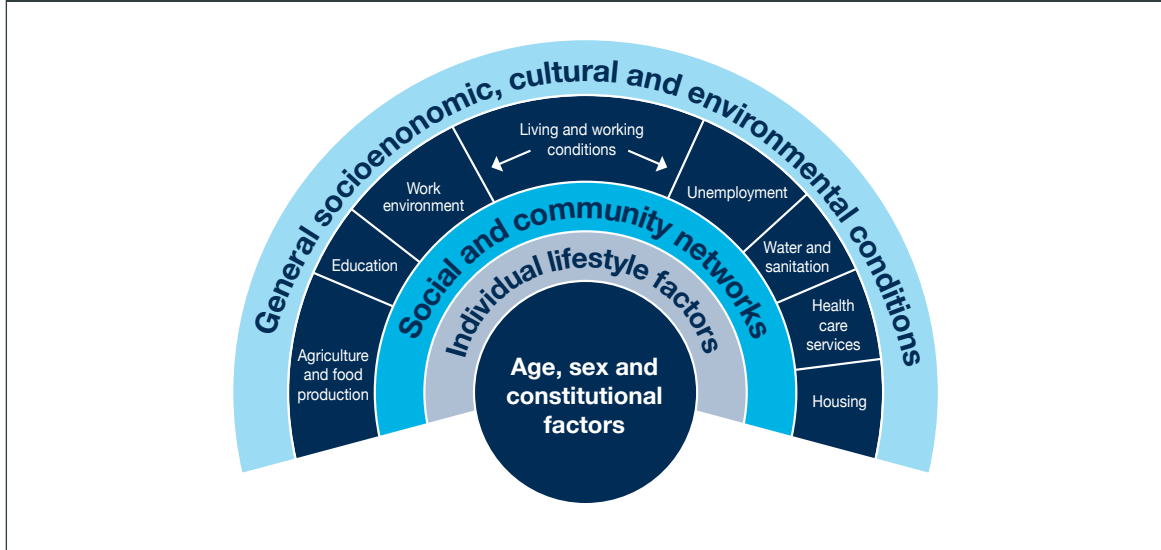 General socioenonomic, cultural and environmental conditions
Living and working
conditions
Work
environment
Unemployment
Education
Water and
sanitation
Agriculture
and food
production
Health
care
services
Housing
Social and community networks
Individual lifestyle factors
Age, sex and
constitutional
factors